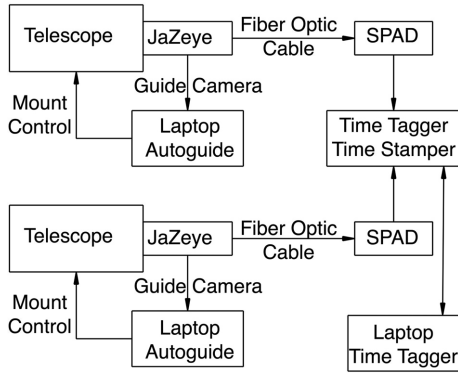 Telescope
JaZeye
Fiber Optic
Cable
SPAD
Guide Camera
Mount
Control
Laptop
Autoguide
Time Tagger
Time Stamper
Telescope
JaZeye
Fiber Optic
Cable
SPAD
Guide Camera
Mount
Control
Laptop
Autoguide
Laptop
Time Tagger